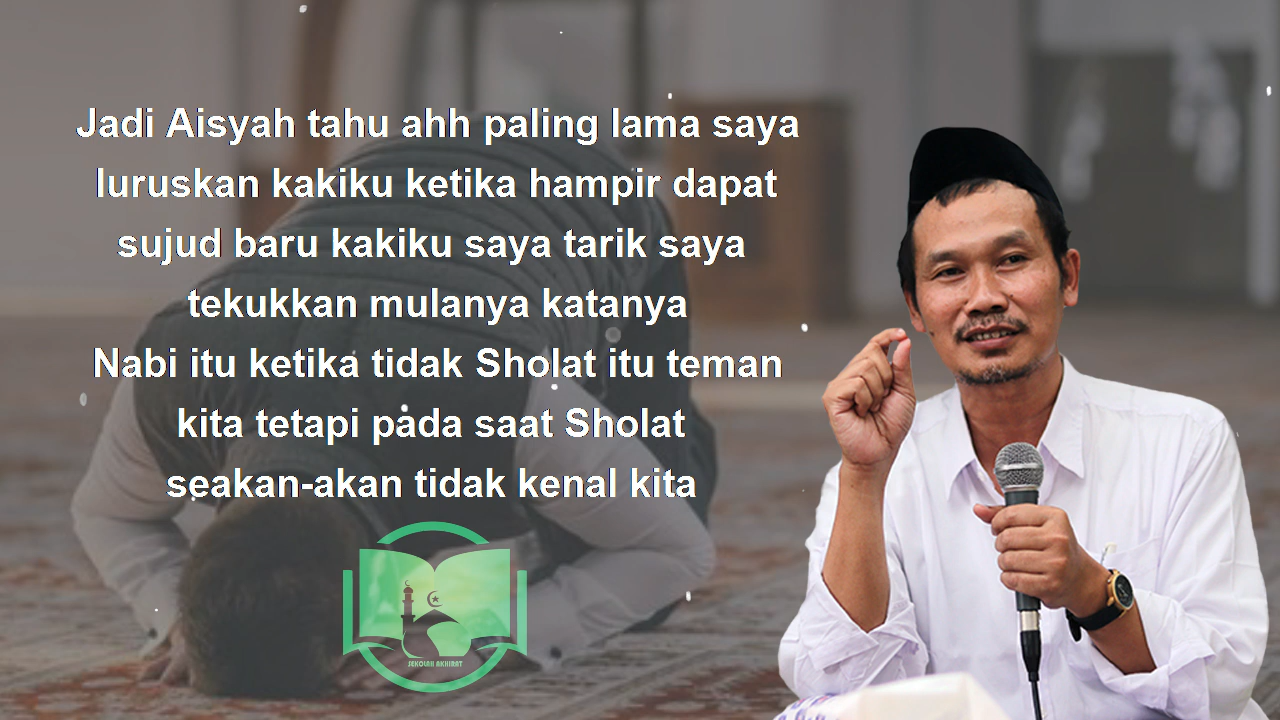 Jadi Aisyah tahu ahh paling lama saya
luruskan kakiku ketika hampir dapat
sujud baru kakiku saya tarik saya
tekukkan mulanya katanya
Nabi itu ketika tidak Sholat itu teman
kita tetapi pada saat Sholat
seakan-akan tidak kenal kita
SEKOLAH AKHIRAT